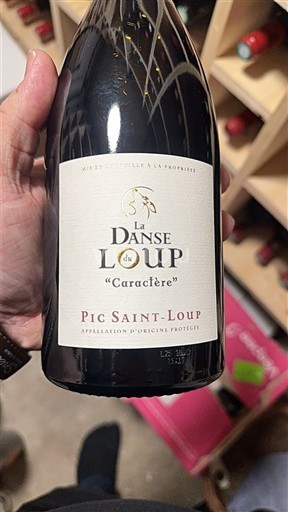 MIS EN BOUTEILLE À LA PROPRIÉTÉ
La
DANSE
du
LOUP
"Caractère"
PIC SAINT-LOUP
APPELLATION D'ORIGINE PROTÉGÉE